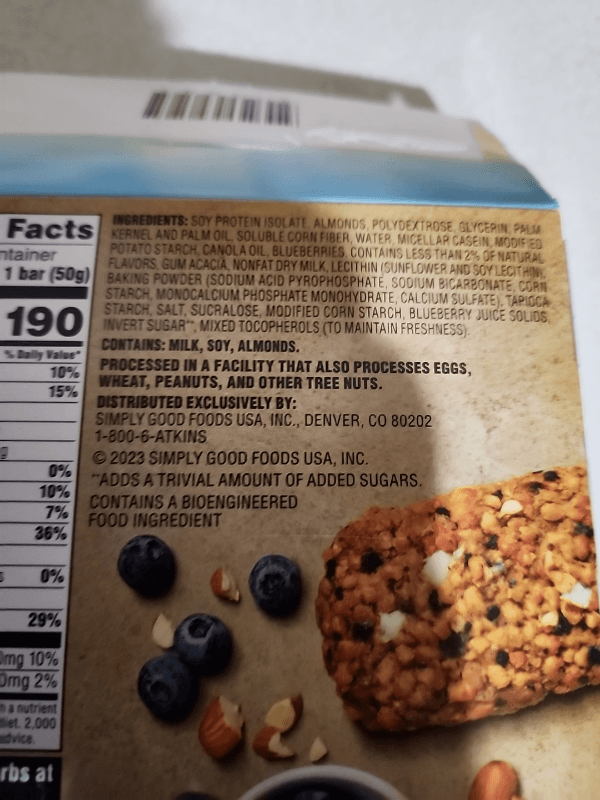 Facts
ntainer
1 bar (50g)
190
% Daily Value*
10%
15%
g
0%
10%
7%
36%
0%
29%
0mg 10%
0mg 2%
n a nutrient
diet. 2,000
advice.
rbs at
INGREDIENTS: SOY PROTEIN ISOLATE, ALMONDS, POLYDEXTROSE, GLYCERIN, PALM
KERNEL AND PALM OIL, SOLUBLE CORN FIBER, WATER, MICELLAR CASEIN, MODIFIED
POTATO STARCH, CANOLA OIL, BLUEBERRIES. CONTAINS LESS THAN 2% OF NATURAL
FLAVORS, GUM ACACIA, NONFAT DRY MILK, LECITHIN (SUNFLOWER AND SOY LECITHIN),
BAKING POWDER (SODIUM ACID PYROPHOSPHATE, SODIUM BICARBONATE, CORN
STARCH, MONOCALCIUM PHOSPHATE MONOHYDRATE, CALCIUM SULFATE), TAPIOCA
STARCH, SALT, SUCRALOSE, MODIFIED CORN STARCH, BLUEBERRY JUICE SOLIDS,
INVERT SUGAR**, MIXED TOCOPHEROLS (TO MAINTAIN FRESHNESS).
CONTAINS: MILK, SOY, ALMONDS.
PROCESSED IN A FACILITY THAT ALSO PROCESSES EGGS,
WHEAT, PEANUTS, AND OTHER TREE NUTS.
DISTRIBUTED EXCLUSIVELY BY:
SIMPLY GOOD FOODS USA, INC., DENVER, CO 80202
1-800-6-ATKINS
© 2023 SIMPLY GOOD FOODS USA, INC.
**ADDS A TRIVIAL AMOUNT OF ADDED SUGARS.
CONTAINS A BIOENGINEERED
FOOD INGREDIENT